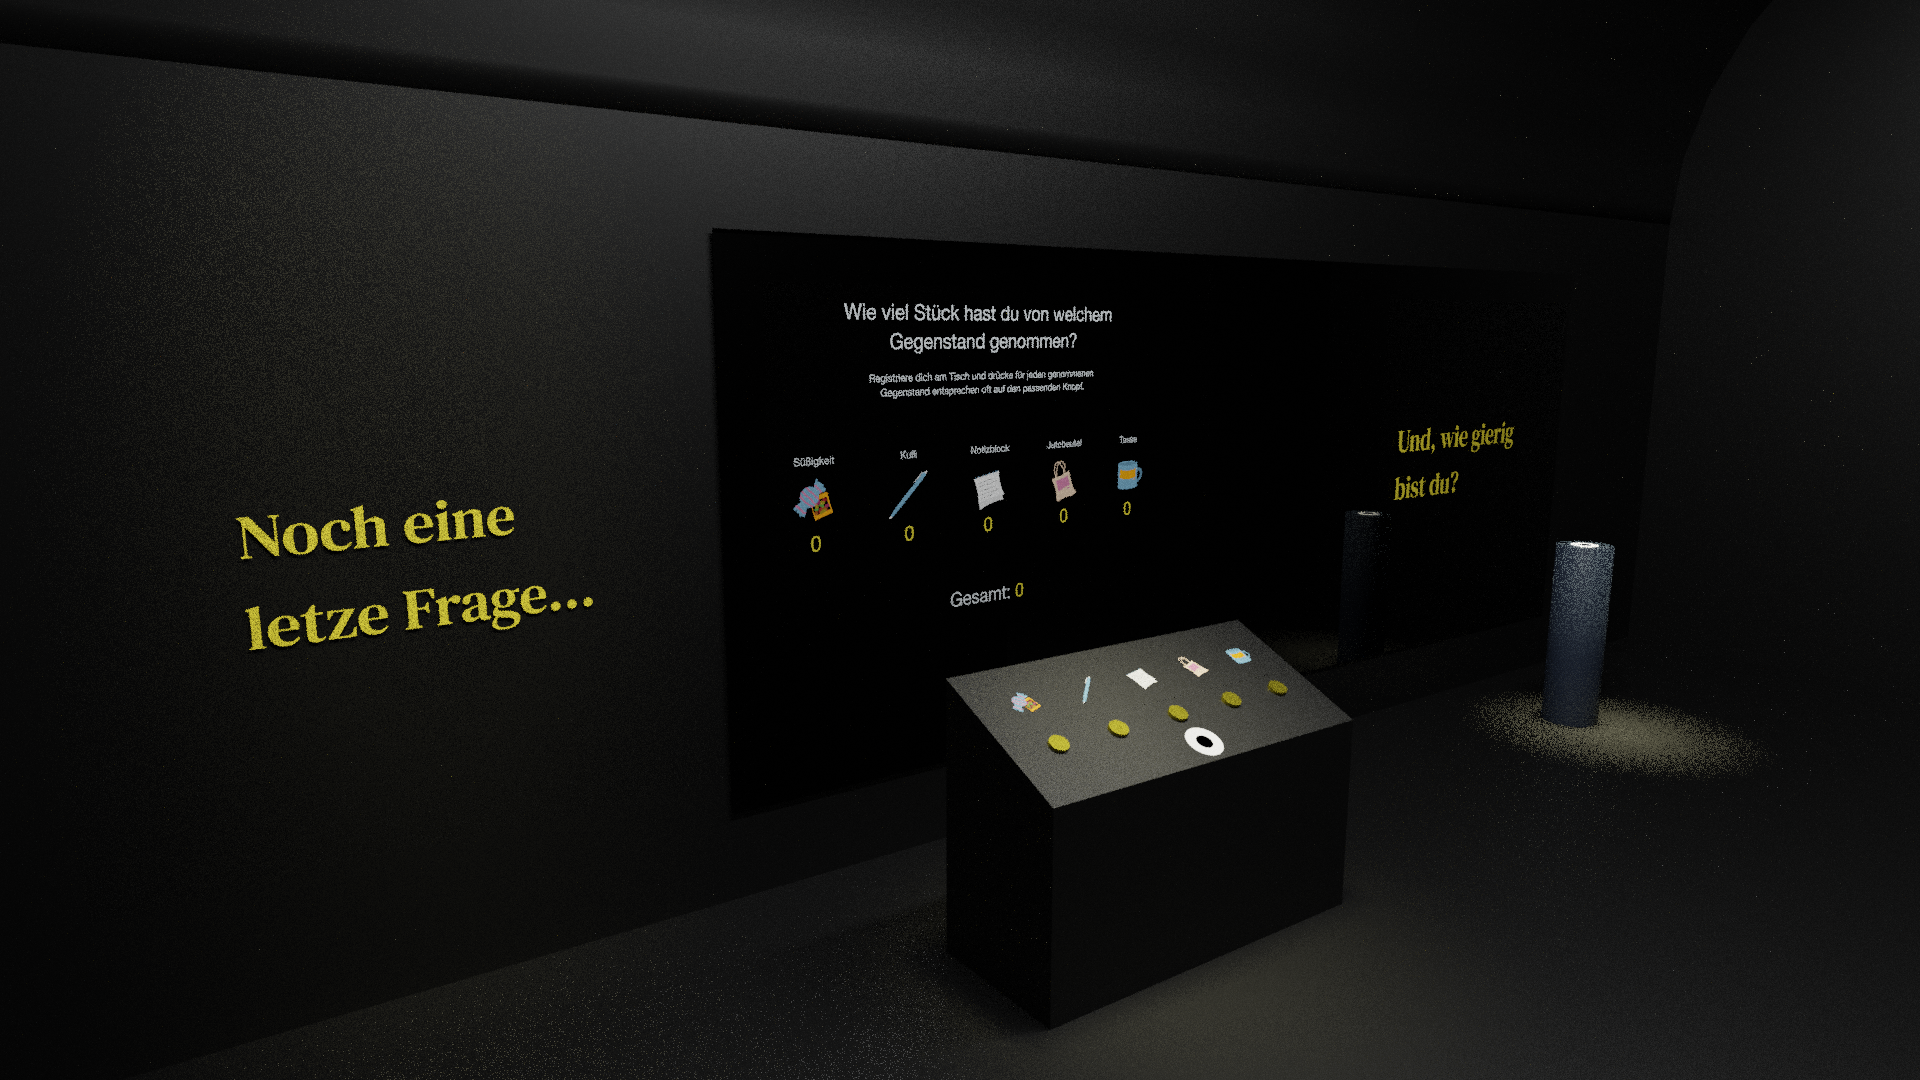 Noch eine
letze Frage...
Wie viel Stück hast du von welchem
Gegenstand genommen?
Registriere dich am Tisch und drücke für jeden genommenen
Gegenstand entsprechen oft auf den passenden Knopf.
Süßigkeit
Kuli
Notizblock
Jutebeutel
Tasse
0
0
0
0
0
Gesamt: 0
Und, wie gierig
bist du?